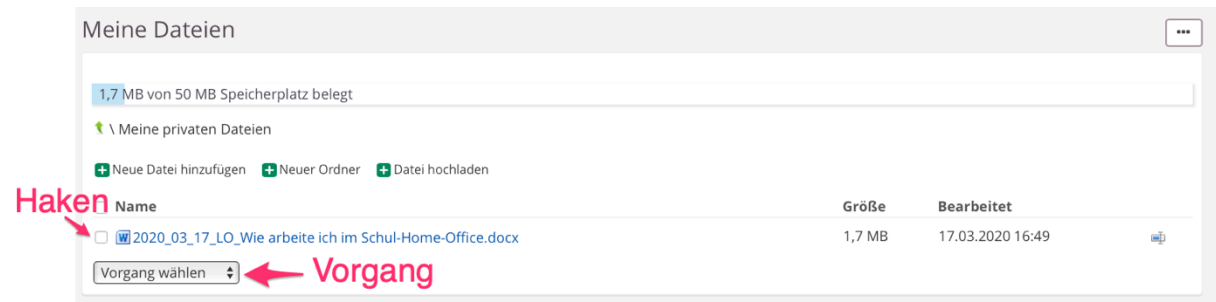 Meine Dateien
1,7 MB von 50 MB Speicherplatz belegt
\ Meine privaten Dateien
Neue Datei hinzufügen Neuer Ordner Datei hochladen
Haken
Name Größe Bearbeitet
2020_03_17_LO_Wie arbeite ich im Schul-Home-Office.docx 1,7 MB 17.03.2020 16:49
Vorgang wählen Vorgang